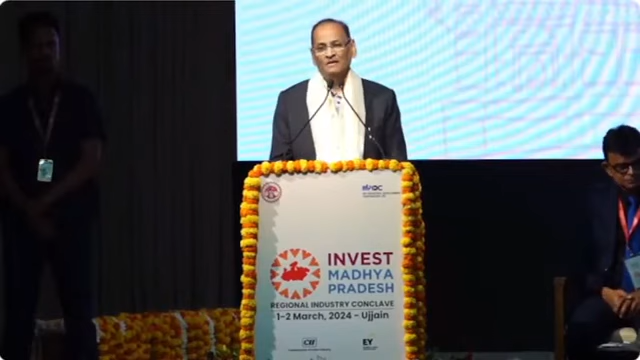 INVEST
MADHYA
PRADESH
REGIONAL INDUSTRY CONCLAVE
1-2 March, 2024 - Ujjain
CII
EY